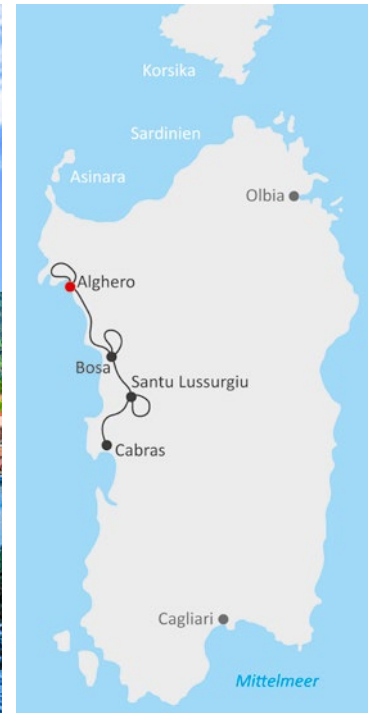 Korsika
Sardinien
Asinara
Olbia
Alghero
Bosa
Santu Lussurgiu
Cabras
Cagliari
Mittelmeer